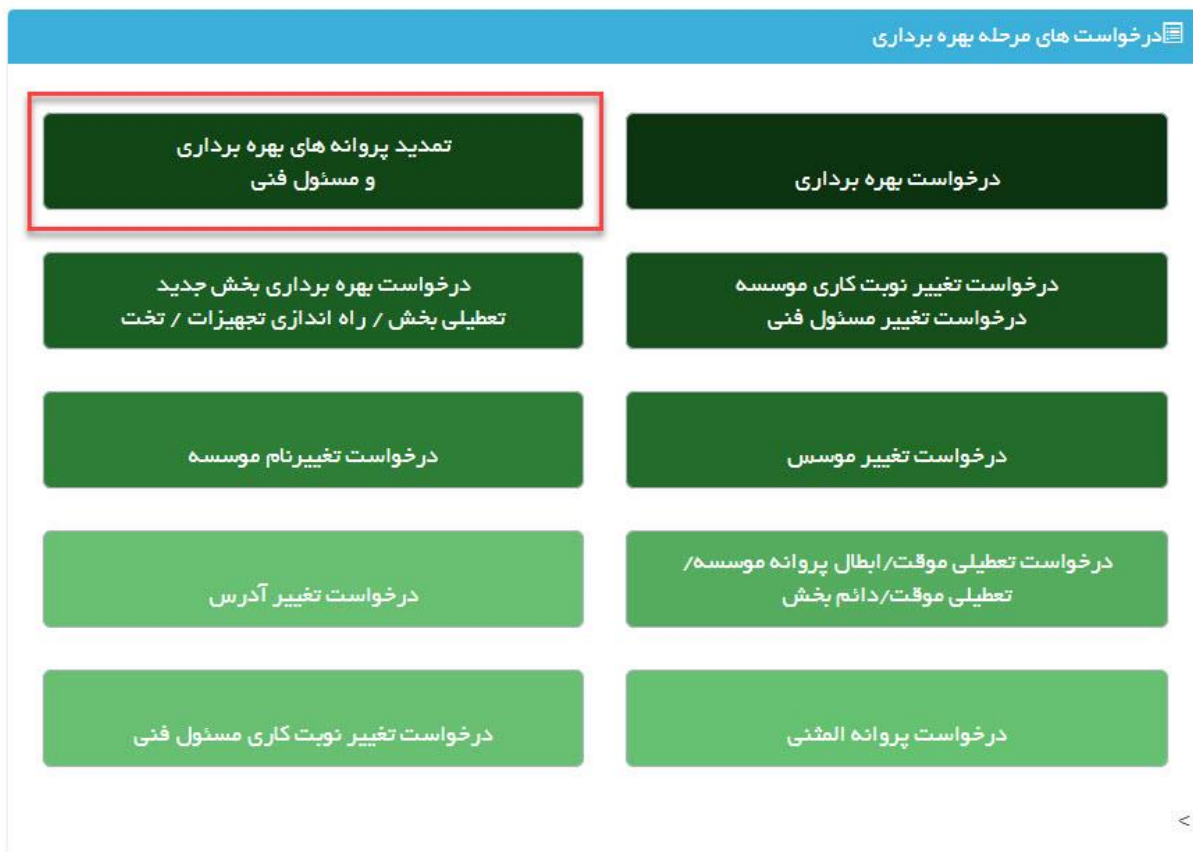 درخواست های مرحله بهره برداری
درخواست بهره برداری
تمدید پروانه های بهره برداری
و مسئول فنی
درخواست تغییر نوبت کاری موسسه
درخواست تغییر مسئول فنی
درخواست بهره برداری بخش جدید
تعطیلی بخش / راه اندازی تجهیزات / تخت
درخواست تغییر موسس
درخواست تغییرنام موسسه
درخواست تعطیلی موقت/ابطال پروانه موسسه/
تعطیلی موقت/دائم بخش
درخواست تغییر آدرس
درخواست پروانه المثنی
درخواست تغییر نوبت کاری مسئول فنی
<